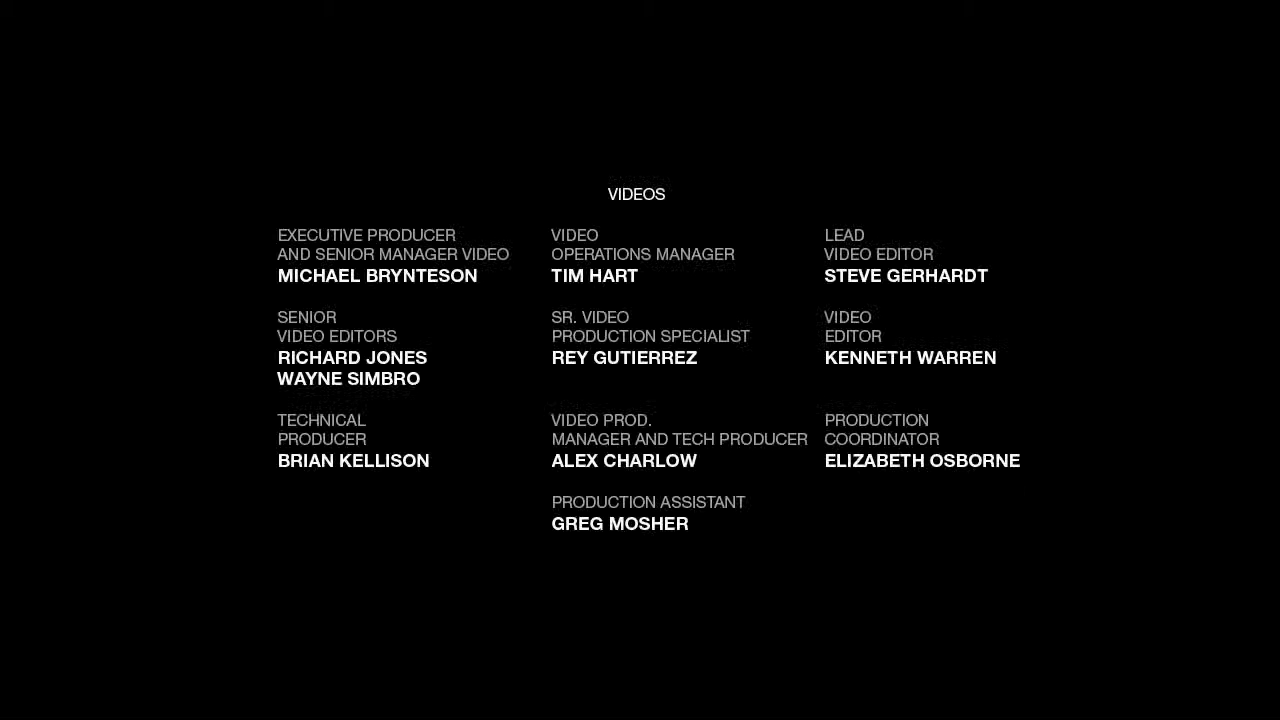 VIDEOS
EXECUTIVE PRODUCER
AND SENIOR MANAGER VIDEO
MICHAEL BRYNTESON
VIDEO
OPERATIONS MANAGER
TIM HART
LEAD
VIDEO EDITOR
STEVE GERHARDT
SENIOR
VIDEO EDITORS
RICHARD JONES
WAYNE SIMBRO
SR. VIDEO
PRODUCTION SPECIALIST
REY GUTIERREZ
VIDEO
EDITOR
KENNETH WARREN
TECHNICAL
PRODUCER
BRIAN KELLISON
VIDEO PROD.
MANAGER AND TECH PRODUCER
ALEX CHARLOW
PRODUCTION
COORDINATOR
ELIZABETH OSBORNE
PRODUCTION ASSISTANT
GREG MOSHER